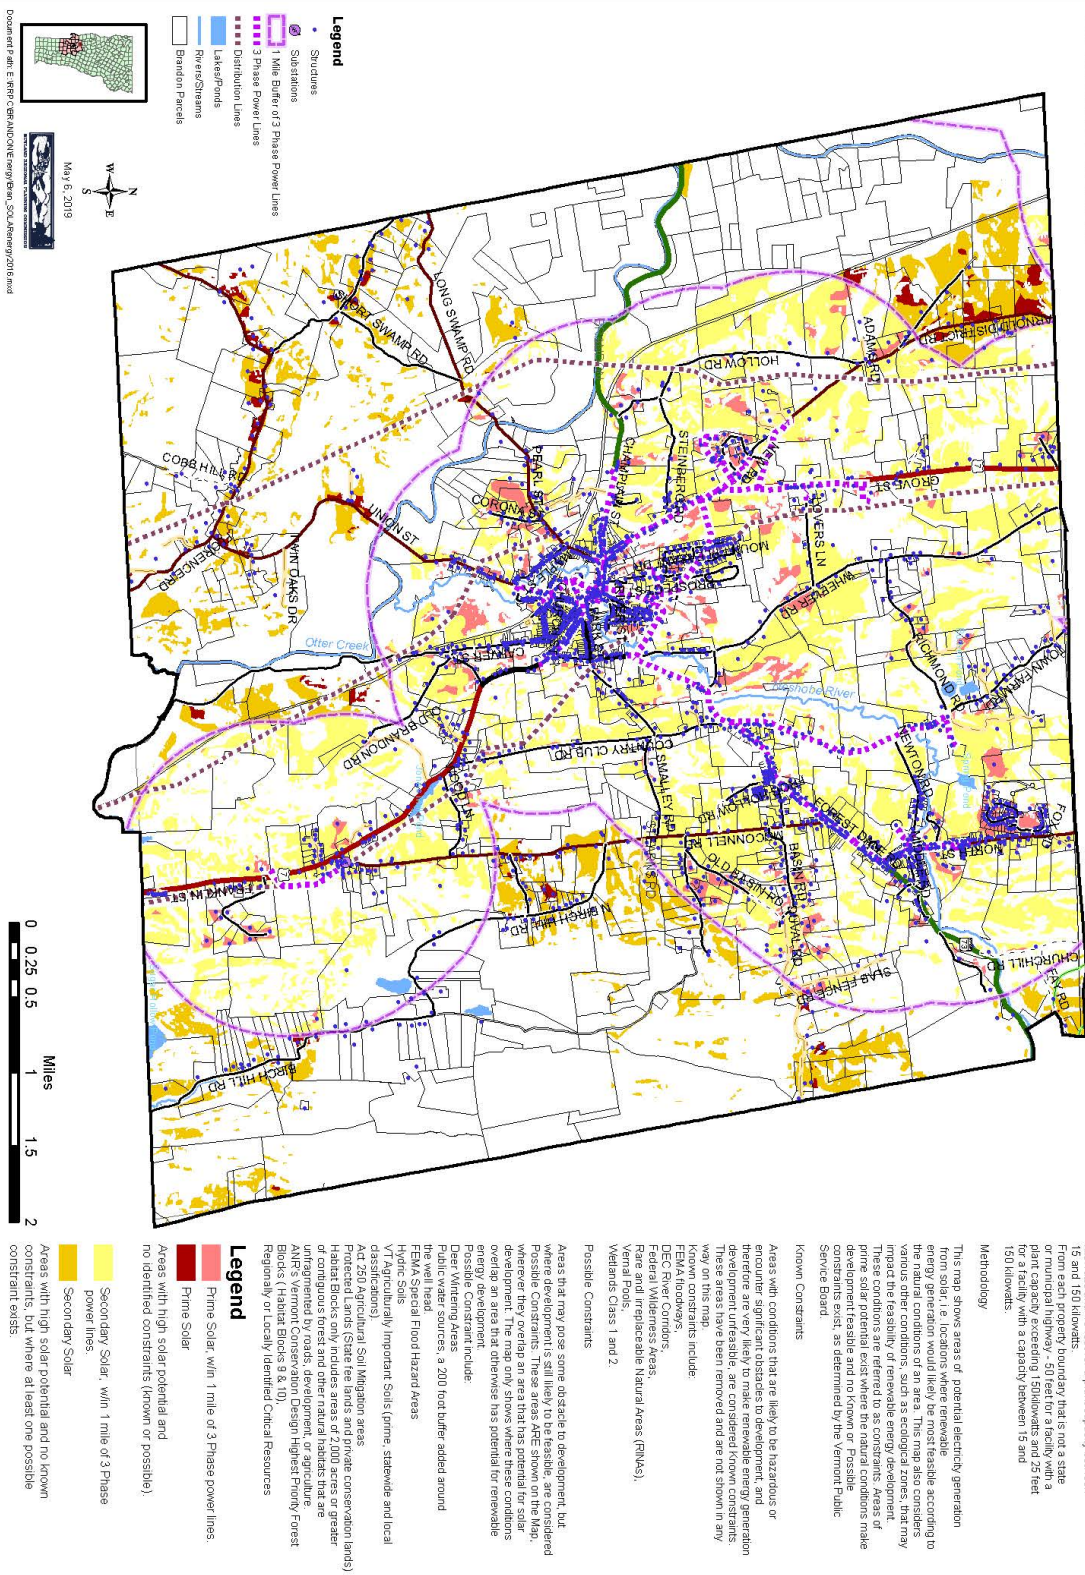 15 and 150 kilowatts.
From each property boundary that is not a state
or municipal highway - 50 feet for a facility with a
plant capacity exceeding 150kilowatts and 25 feet
for a facility with a capacity between 15 and
150 kilowatts.
Methodology
This map shows areas of potential electricity generation
from solar, i.e. locations where renewable
energy generation would likely be most feasible according to
the natural conditions of an area. This map also considers
various other conditions, such as ecological zones, that may
impact the feasibility of renewable energy development.
These conditions are referred to as constraints. Areas of
prime solar potential exist where the natural conditions make
development feasible and no Known or Possible
constraints exist, as determined by the Vermont Public
Service Board.
Known Constraints
Areas with conditions that are likely to be hazardous or
encounter significant obstacles to development, and
therefore are very likely to make renewable energy generation
development unfeasible, are considered Known constraints.
These areas have been removed and are not shown in any
way on this map.
Known constraints include:
FEMA floodways,
DEC River Corridors,
Federal Wilderness Areas,
Rare and Irreplaceable Natural Areas (RINAs),
Vernal Pools,
Wetlands Class 1 and 2.
Possible Constraints
Areas that may pose some obstacle to development, but
where development is still likely to be feasible, are considered
Possible Constraints. These areas ARE shown on the Map,
wherever they overlap an area that has potential for solar
development. The map only shows where these conditions
overlap an area that otherwise has potential for renewable
energy development.
Possible Constraint include:
Deer Wintering Areas
Public water sources, a 200 foot buffer added around
the well head.
FEMA Special Flood Hazard Areas
Hydric Soils
VT Agriculturally Important Soils (prime, statewide and local
classifications).
Act 250 Agricultural Soil Mitigation areas
Protected Lands (State fee lands and private conservation lands)
Habitat Blocks only includes areas of 2,000 acres or greater
of contiguous forests and other natural habitats that are
unfragmented by roads, development, or agriculture.
ANR's Vermont Conservation Design Highest Priority Forest
Blocks (Habitat Blocks 9 & 10)
Regionally or Locally Identified Critical Resources
Legend
Prime Solar, w/in 1 mile of 3 Phase power lines.
Prime Solar
Areas with high solar potential and
no identified constraints (known or possible).
Secondary Solar, w/in 1 mile of 3 Phase
power lines.
Secondary Solar
Areas with high solar potential and no known
constraints, but where at least one possible
constraint exists.
ARNOLD DISTRICT RD
ADAMS RD
HOLLOW RD
STEINBERG RD
CHAMPLAIN ST
PEARL ST
CORONA ST
LONG SWAMP RD
SHORT SWAMP RD
COBB HILL RD
FLORENCE RD
TWIN OAKS DR
UNION ST
Otter Creek
GROVE ST
7
WHEELER RD
RICHMOND
TOWN FARM RD
Neshobe River
NEWTON RD
CARVER ST
OLD BRANDON RD
COUNTRY CLUB RD
SMALLEY RD
MCCONNELL RD
OLD BASIN RD
BASIN RD
DUVAL RD
FOREST DALE RD
NORTH ST
73
CHURCHILL RD
FAY RD
SLAB FENCE RD
N BIRCH HILL RD
BIRCH HILL RD
FRANKLIN ST
7
0 0.25 0.5 1 1.5 2
Miles
Legend
Structures
Substations
1 Mile Buffer of 3 Phase Power Lines
3 Phase Power Lines
Distribution Lines
Lakes/Ponds
Rivers/Streams
Brandon Parcels
N
W E
S
May 6, 2019